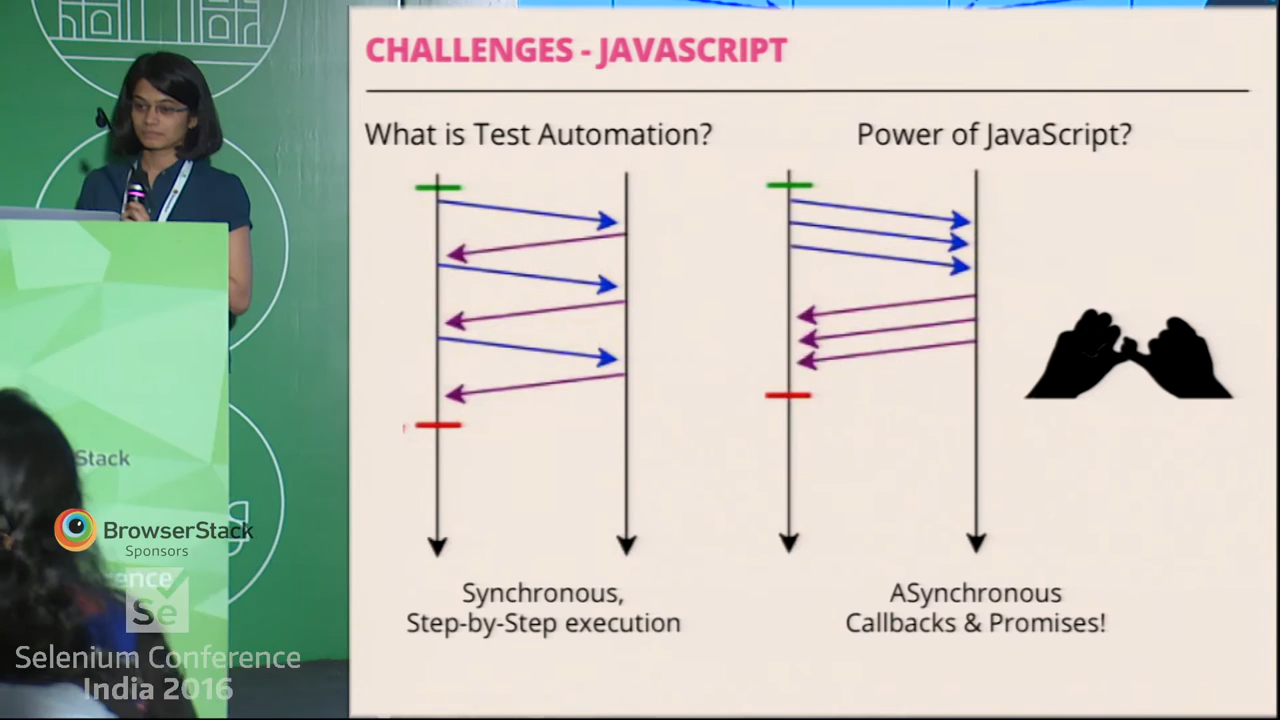 CHALLENGES - JAVASCRIPT
What is Test Automation?
Power of JavaScript?
Synchronous,
Step-by-Step execution
ASynchronous
Callbacks & Promises!
Stack
BrowserStack
Sponsors
ence
Se
Selenium Conference
India 2016